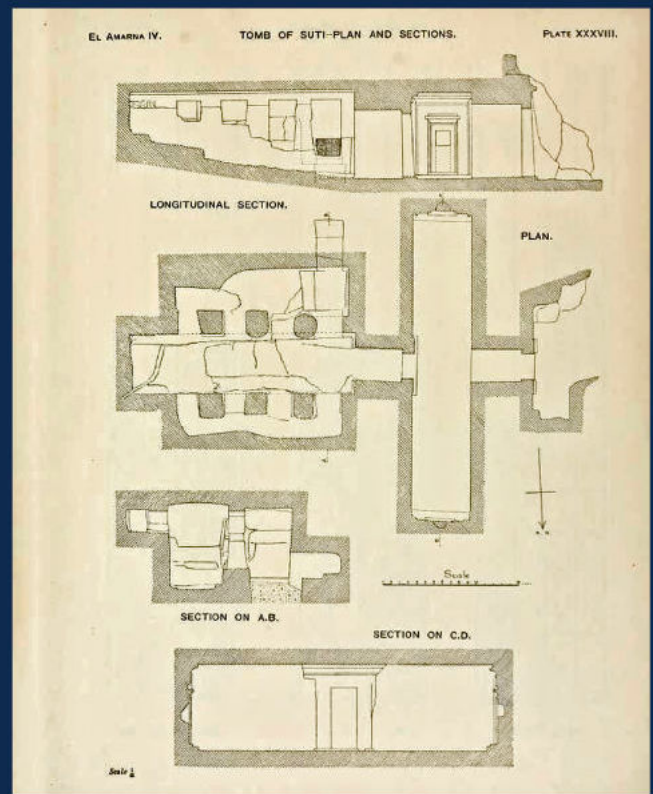 EL AMARNA IV. TOMB OF SUTI-PLAN AND SECTIONS. PLATE XXXVIII.
LONGITUDINAL SECTION.
PLAN.
Scale
SECTION ON A.B.
SECTION ON C.D.
Scale